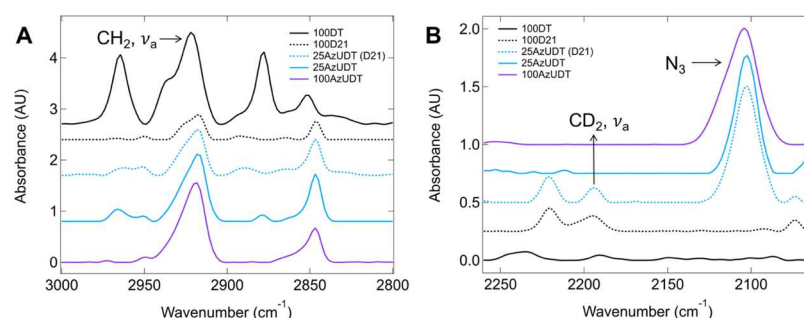 A
CH2, νa
100DT
100D21
25AzUDT (D21)
25AzUDT
100AzUDT
Absorbance (AU)
4
3
2
1
0
3000
2950
2900
2850
2800
Wavenumber (cm-1)
B
100DT
100D21
25AzUDT (D21)
25AzUDT
100AzUDT
N3
CD2, νa
Absorbance (AU)
2.0
1.5
1.0
0.5
0.0
2250
2200
2150
2100
Wavenumber (cm-1)